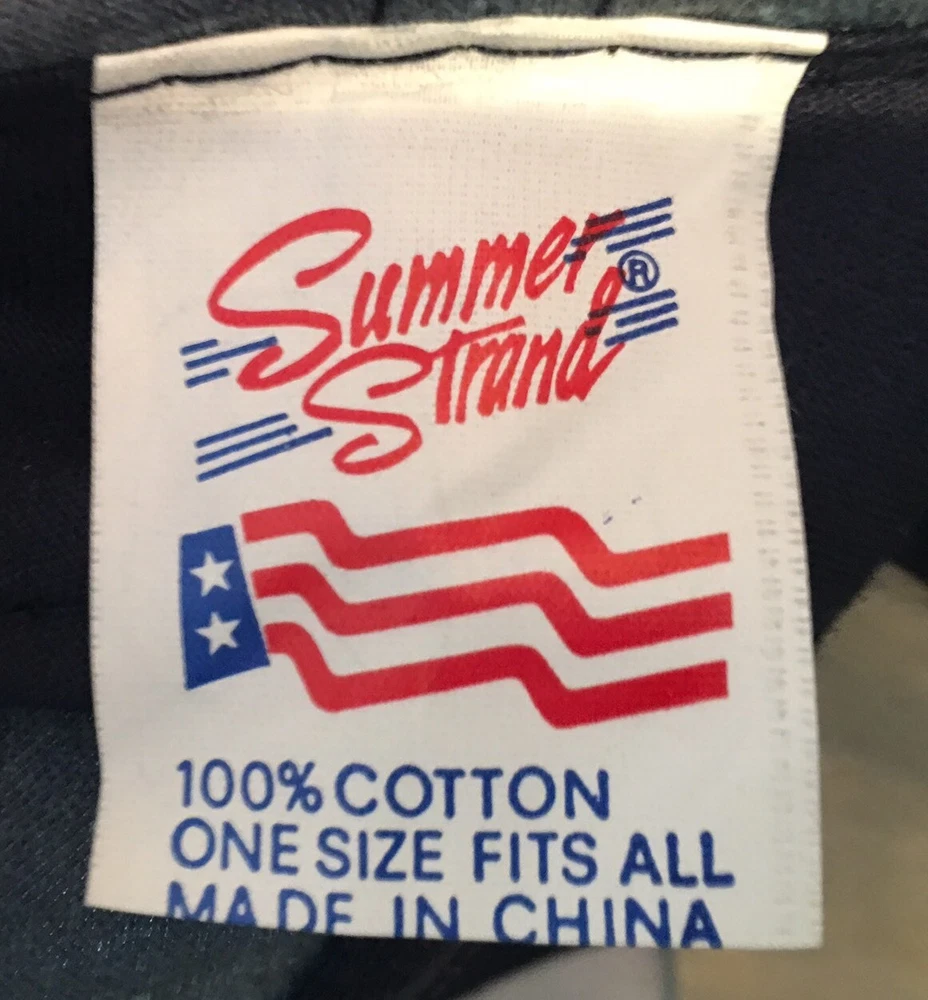 Summer
Strand®
100% COTTON
ONE SIZE FITS ALL
MADE IN CHINA